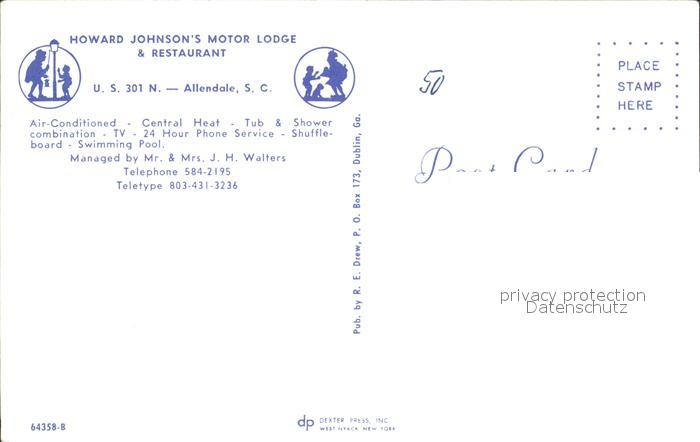 HOWARD JOHNSON'S MOTOR LODGE
& RESTAURANT
U. S. 301 N. — Allendale, S. C.
Air-Conditioned - Central Heat - Tub & Shower
combination - TV - 24 Hour Phone Service - Shuffle-
board - Swimming Pool.
Managed by Mr. & Mrs. J. H. Walters
Telephone 584-2195
Teletype 803-431-3236
Pub. by R. E. Drew, P. O. Box 173, Dublin, Ga.
50
PLACE
STAMP
HERE
Post Card
privacy protection
Datenschutz
64358-B
dp DEXTER PRESS, INC.
WEST NYACK, NEW YORK